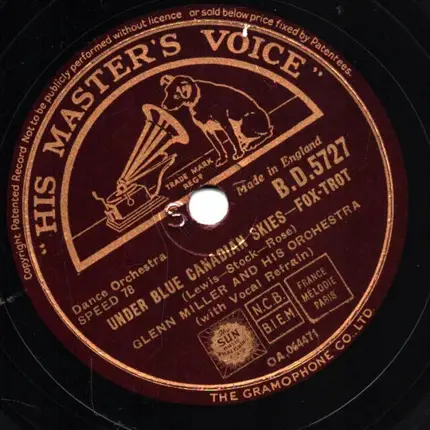 Copyright Patented Record Not to be publicly performed without licence or sold below price fixed by Patentees.
"HIS MASTER'S VOICE"
TRADE MARK
REGD
Made in England
B.D.5727
S
Dance Orchestra
SPEED 78
UNDER BLUE CANADIAN SKIES—FOX-TROT
(Lewis—Stock—Rose)
GLENN MILLER AND HIS ORCHESTRA
(with Vocal Refrain)
SUN
N.C.B.
B.I.E.M
FRANCE
MELODIE
PARIS
OA.064471
THE GRAMOPHONE CO., LTD.